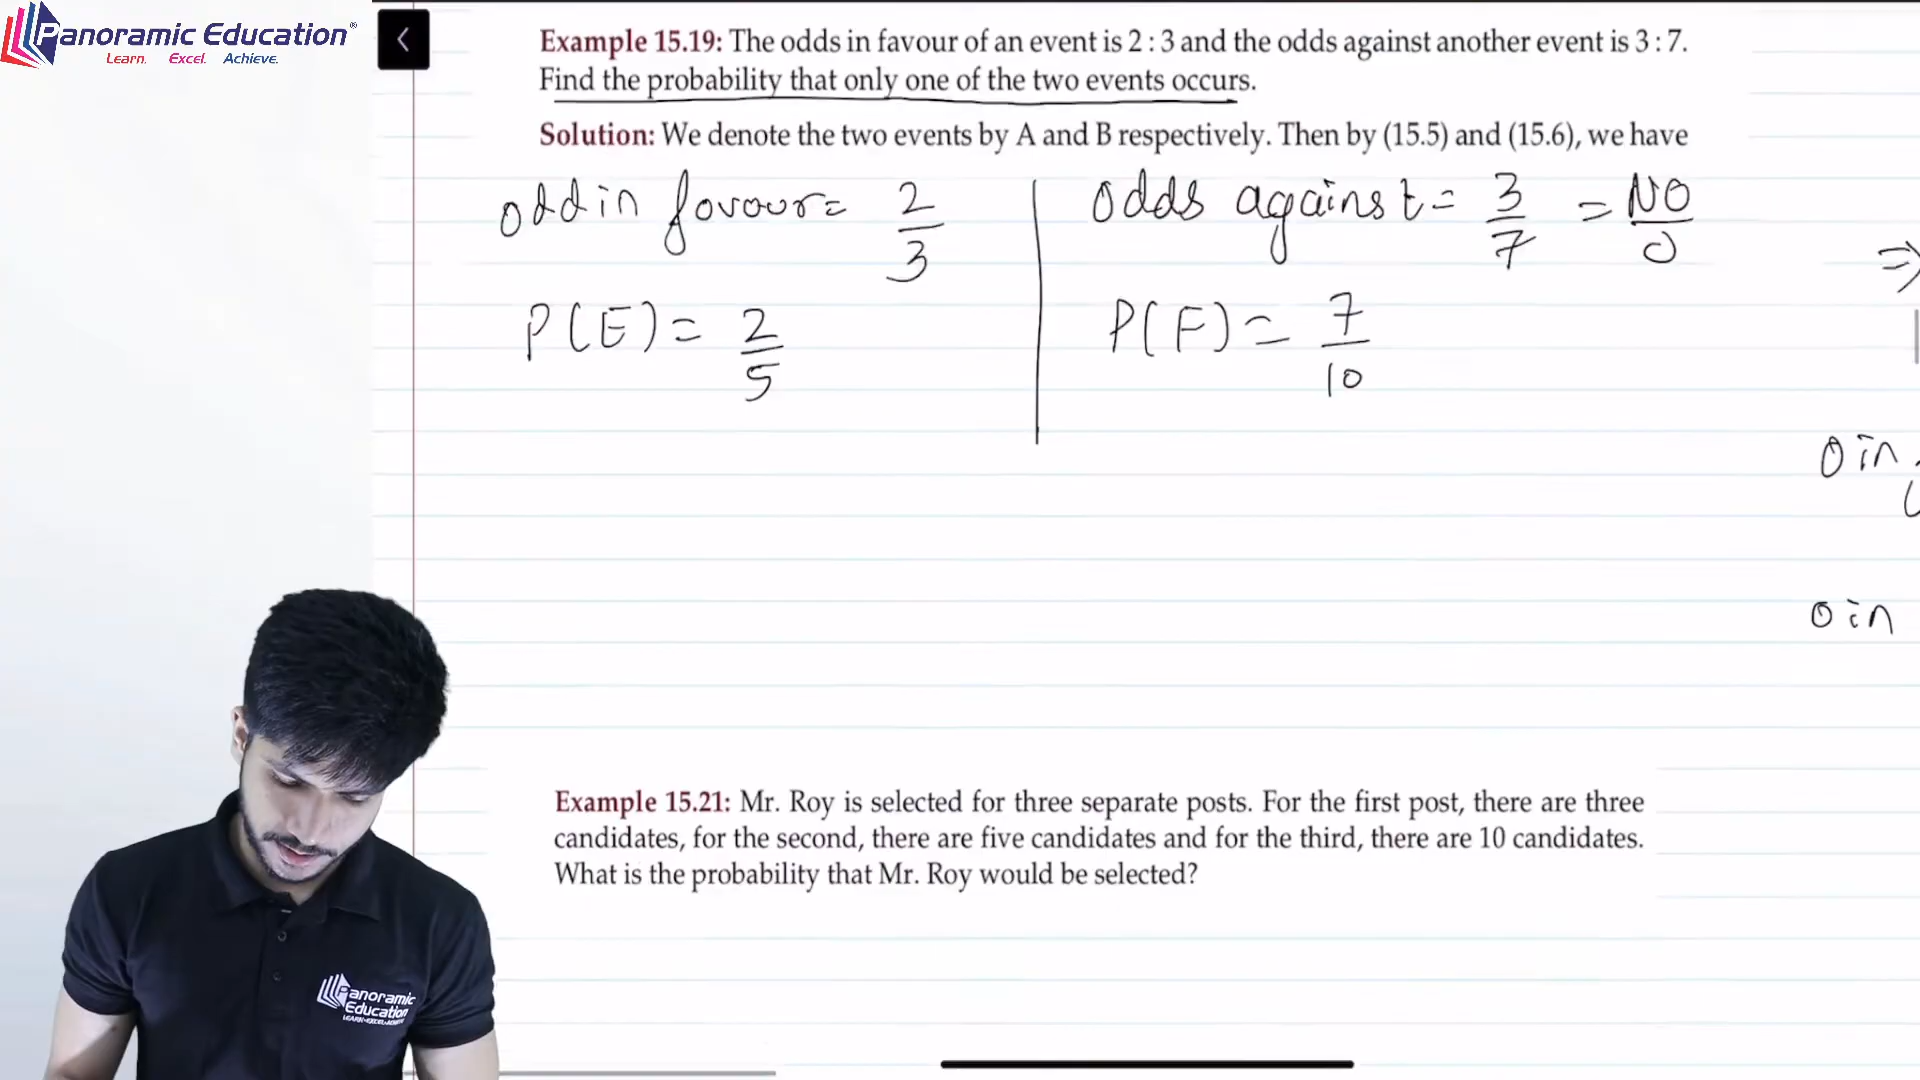 Panoramic Education®
Learn. Excel. Achieve.
Example 15.19: The odds in favour of an event is 2 : 3 and the odds against another event is 3 : 7.
Find the probability that only one of the two events occurs.
Solution: We denote the two events by A and B respectively. Then by (15.5) and (15.6), we have
odd in favour = 2/3
Odds against = 3/7 = NO/O
⇒
P(E) = 2/5
P(F) = 7/10
O in
O in
Example 15.21: Mr. Roy is selected for three separate posts. For the first post, there are three
candidates, for the second, there are five candidates and for the third, there are 10 candidates.
What is the probability that Mr. Roy would be selected?
Panoramic
Education
LEARN•EXCEL•ACHIEVE